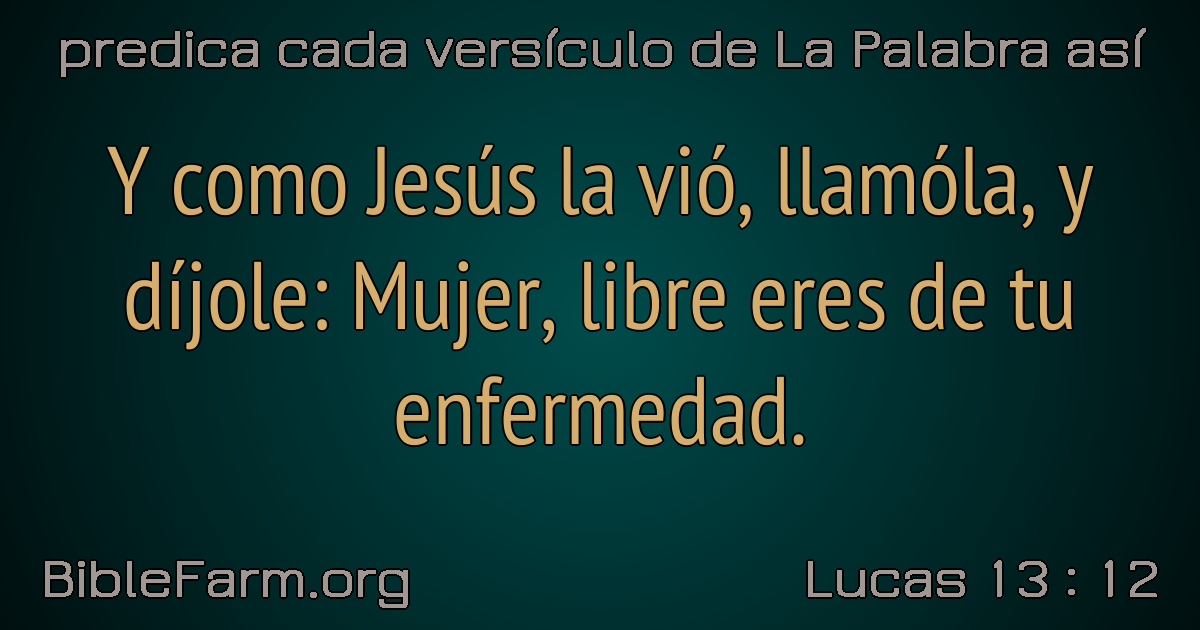 predica cada versículo de La Palabra así
Y como Jesús la vió, llamóla, y
díjole: Mujer, libre eres de tu
enfermedad.
BibleFarm.org
Lucas 13 : 12